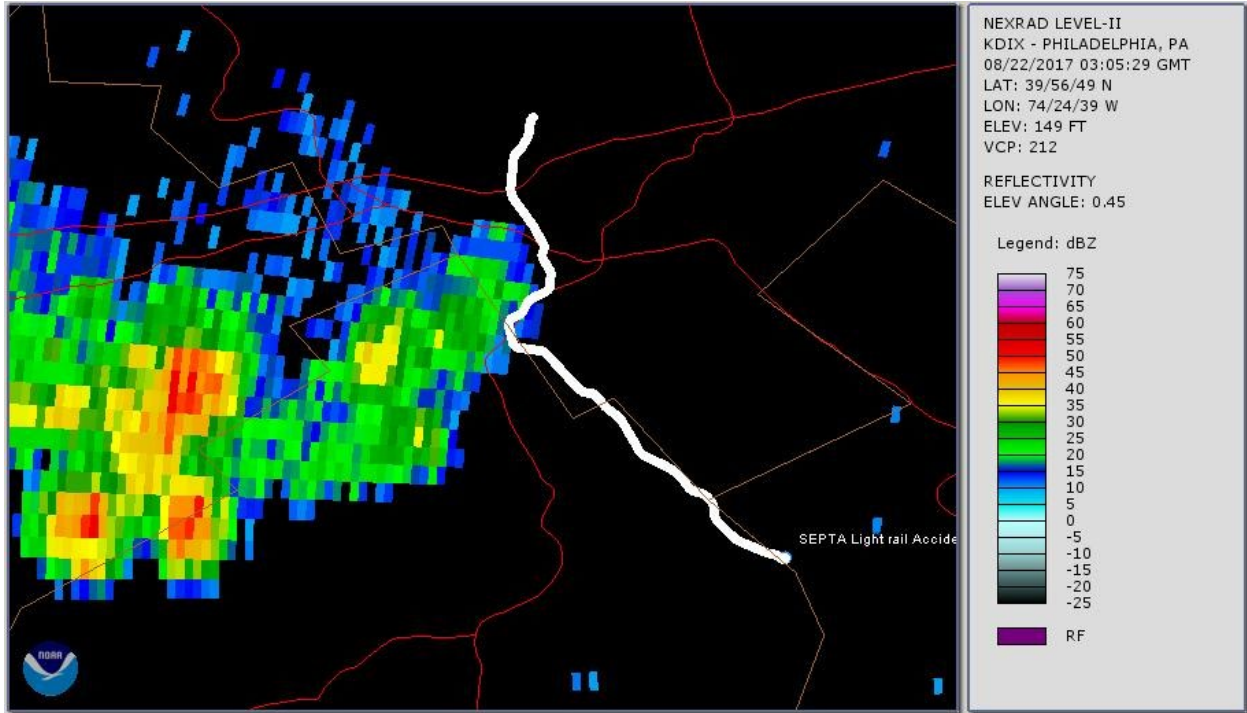 NEXRAD LEVEL-II
KDIX - PHILADELPHIA, PA
08/22/2017 03:05:29 GMT
LAT: 39/56/49 N
LON: 74/24/39 W
ELEV: 149 FT
VCP: 212
REFLECTIVITY
ELEV ANGLE: 0.45
Legend: dBZ
75
70
65
60
55
50
45
40
35
30
25
20
15
10
5
0
-5
-10
-15
-20
-25
RF
SEPTA Light rail Accide
NOAA